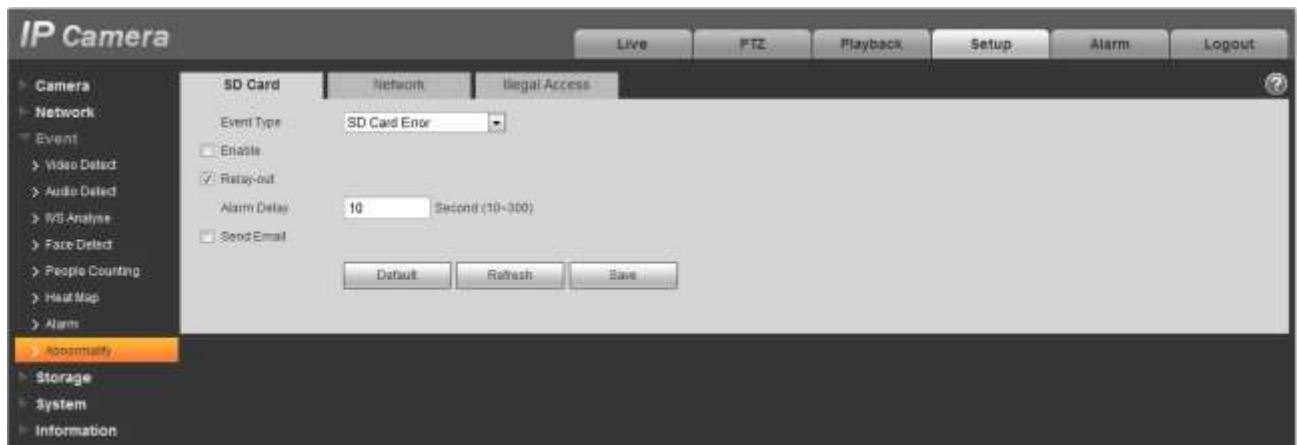 IP Camera
Live PTZ Playback Setup Alarm Logout
Camera
Network
Event
Video Detect
Audio Detect
IVS Analyse
Face Detect
People Counting
Heat Map
Alarm
Abnormality
Storage
System
Information
SD Card Network Illegal Access
?
Event Type SD Card Error
Enable
Relay-out
Alarm Delay 10 Second (10~300)
Send Email
Default Refresh Save